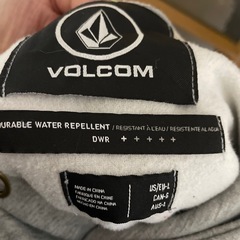 VOLCOM
DURABLE WATER REPELLENT / RESISTANT À L'EAU / RESISTENTE AL AGUA
DWR + + + + +
MADE IN CHINA
FABRIQUÉ EN CHINE
FABRICADO EN CHINA
US/EU-L
CAN-G
AUS-L